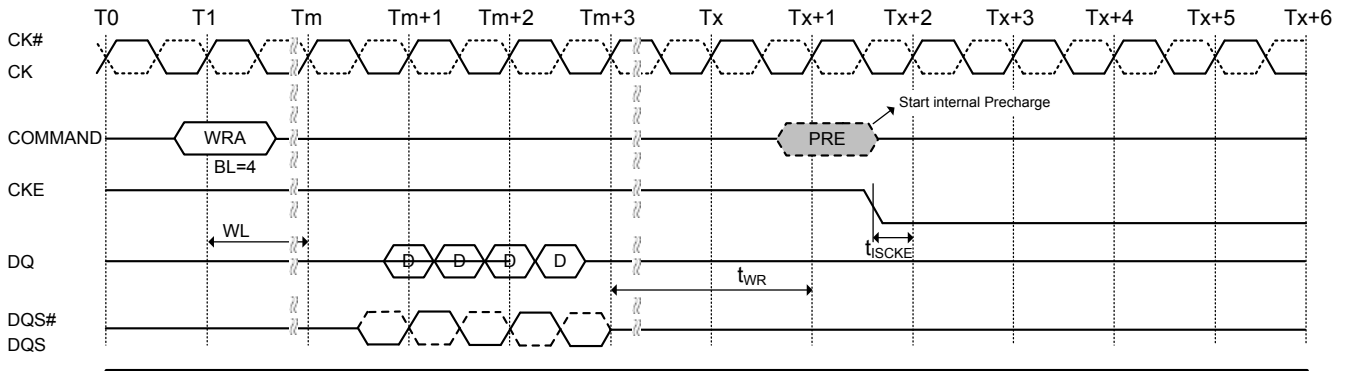 T0 T1 Tm Tm+1 Tm+2 Tm+3 Tx Tx+1 Tx+2 Tx+3 Tx+4 Tx+5 Tx+6
CK#
CK
Start internal Precharge
COMMAND WRA PRE
BL=4
CKE
WL
tISCKE
DQ D D D D
tWR
DQS#
DQS